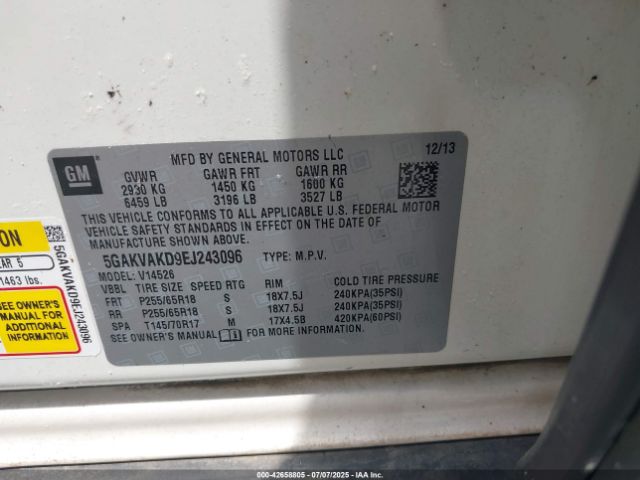 GM
MFD BY GENERAL MOTORS LLC
12/13
GVWR GAWR FRT GAWR RR
2930 KG 1450 KG 1600 KG
6459 LB 3196 LB 3527 LB
THIS VEHICLE CONFORMS TO ALL APPLICABLE U.S. FEDERAL MOTOR
VEHICLE SAFETY STANDARDS IN EFFECT ON THE DATE OF
MANUFACTURE SHOWN ABOVE.
5GAKVAKD9EJ243096 TYPE: M.P.V.
MODEL: V14526
VBBL TIRE SIZE SPEED RTG RIM COLD TIRE PRESSURE
FRT P255/65R18 S 18X7.5J 240KPA(35PSI)
RR P255/65R18 S 18X7.5J 240KPA(35PSI)
SPA T145/70R17 M 17X4.5B 420KPA(60PSI)
SEE OWNER'S MANUAL FOR MORE INFORMATION.
ION
EAR 5
1463 lbs.
SEE OWNER'S
MANUAL FOR
ADDITIONAL
INFORMATION
5GAKVAKD9EJ243096
000-42658805 - 07/07/2025 - IAAI.COM